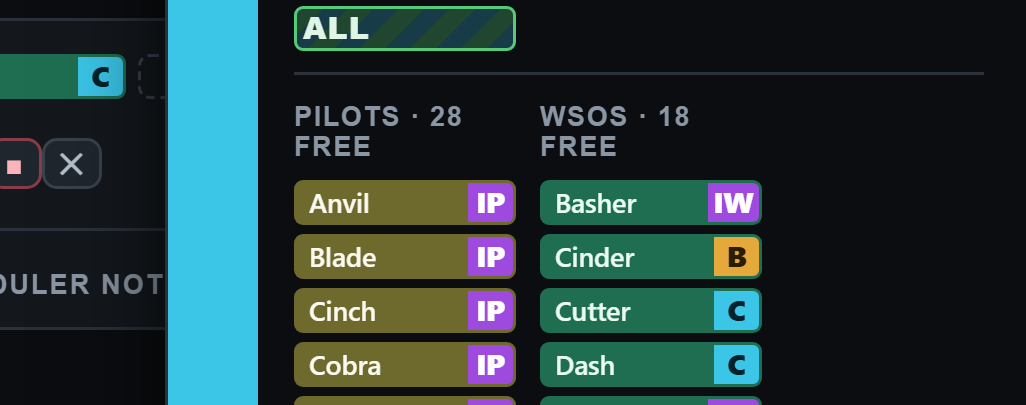 C
DULER NOT
ALL
PILOTS · 28
FREE
Anvil IP
Blade IP
Cinch IP
Cobra IP
WSOS · 18
FREE
Basher IW
Cinder B
Cutter C
Dash C